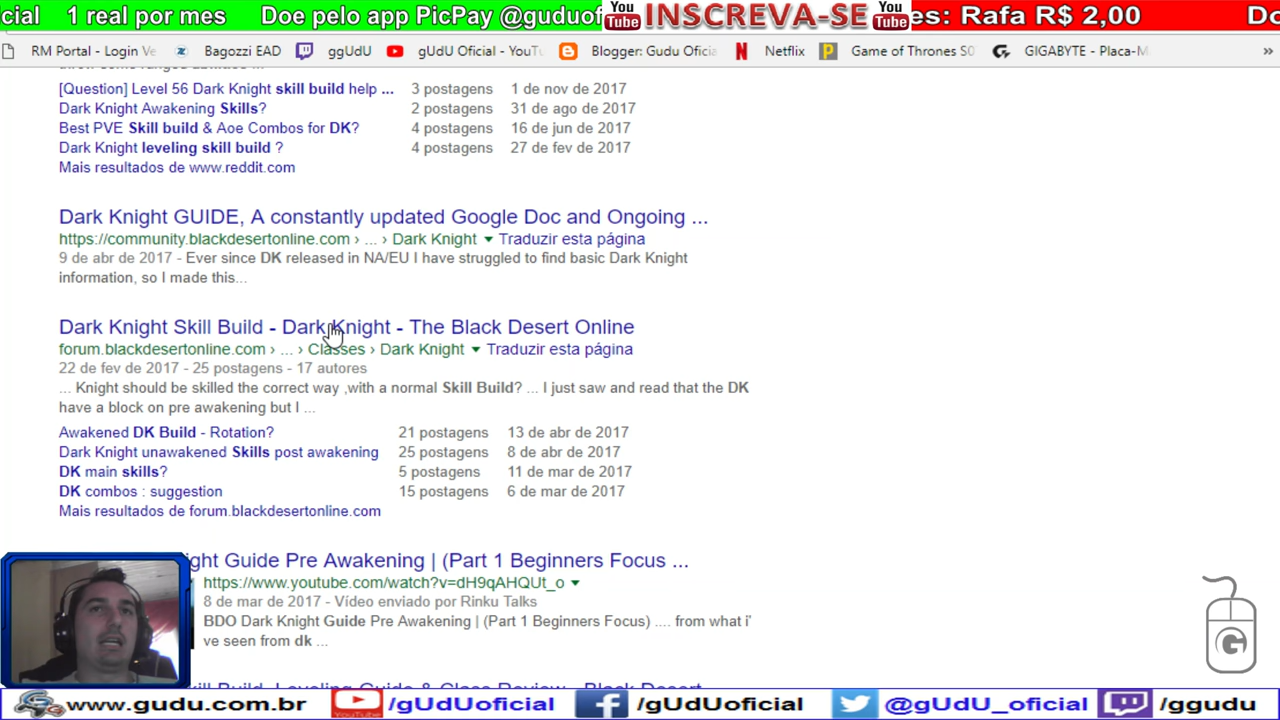 cial 1 real por mes Doe pelo app PicPay @guduof You Tube INSCREVA-SE You Tube es: Rafa R$ 2,00 Do
RM Portal - Login Ve Bagozzi EAD ggUdU gUdU Oficial - YouTu Blogger: Gudu Oficia Netflix Game of Thrones S0 GIGABYTE - Placa-M »
[Question] Level 56 Dark Knight skill build help ... 3 postagens 1 de nov de 2017
Dark Knight Awakening Skills? 2 postagens 31 de ago de 2017
Best PVE Skill build & Aoe Combos for DK? 4 postagens 16 de jun de 2017
Dark Knight leveling skill build ? 4 postagens 27 de fev de 2017
Mais resultados de www.reddit.com
Dark Knight GUIDE, A constantly updated Google Doc and Ongoing ...
https://community.blackdesertonline.com › ... › Dark Knight Traduzir esta página
9 de abr de 2017 - Ever since DK released in NA/EU I have struggled to find basic Dark Knight
information, so I made this...
Dark Knight Skill Build - Dark Knight - The Black Desert Online
forum.blackdesertonline.com › ... › Classes › Dark Knight Traduzir esta página
22 de fev de 2017 - 25 postagens - 17 autores
... Knight should be skilled the correct way ,with a normal Skill Build? ... I just saw and read that the DK
have a block on pre awakening but I ...
Awakened DK Build - Rotation? 21 postagens 13 de abr de 2017
Dark Knight unawakened Skills post awakening 25 postagens 8 de abr de 2017
DK main skills? 5 postagens 11 de mar de 2017
DK combos : suggestion 15 postagens 6 de mar de 2017
Mais resultados de forum.blackdesertonline.com
ght Guide Pre Awakening | (Part 1 Beginners Focus ...
https://www.youtube.com/watch?v=dH9qAHQUt_o
8 de mar de 2017 - Vídeo enviado por Rinku Talks
BDO Dark Knight Guide Pre Awakening | (Part 1 Beginners Focus) .... from what i'
ve seen from dk ...
kill Build, Leveling Guide & Class Review - Black Desert
www.gudu.com.br YouTube /gUdUoficial /gUdUoficial @gUdU_oficial /ggudu